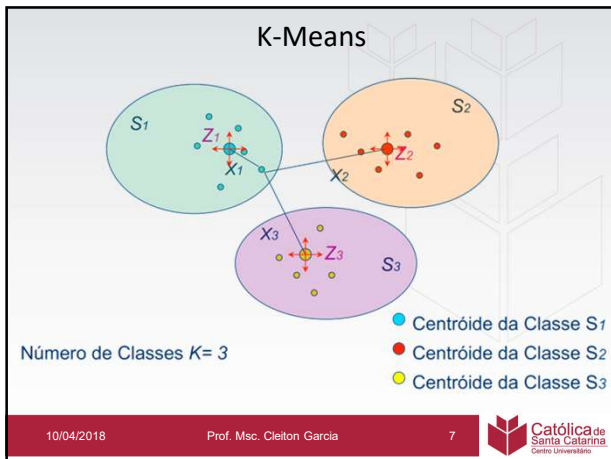 K-Means
S1
Z1
X1
S2
Z2
X2
X3
Z3
S3
Número de Classes K= 3
Centróide da Classe S1
Centróide da Classe S2
Centróide da Classe S3
10/04/2018
Prof. Msc. Cleiton Garcia
7
Católica de
Santa Catarina
Centro Universitário